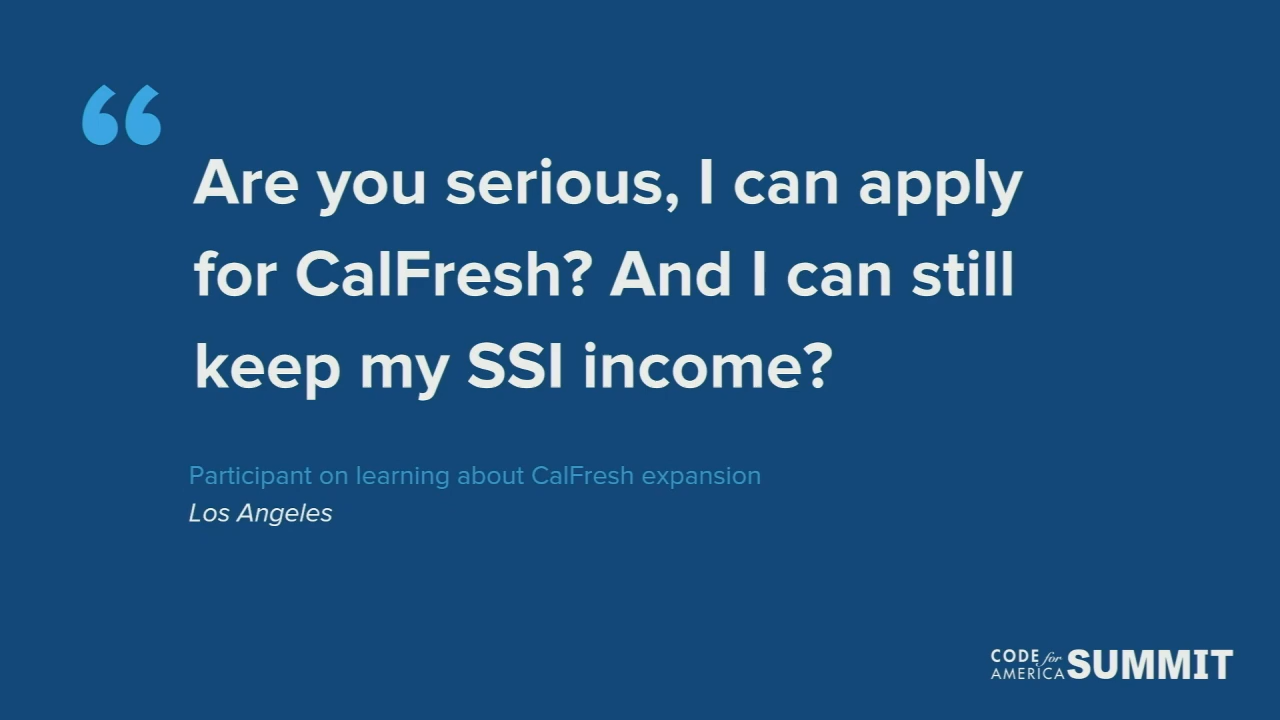 “
Are you serious, I can apply
for CalFresh? And I can still
keep my SSI income?
Participant on learning about CalFresh expansion
Los Angeles
CODE for
AMERICA SUMMIT